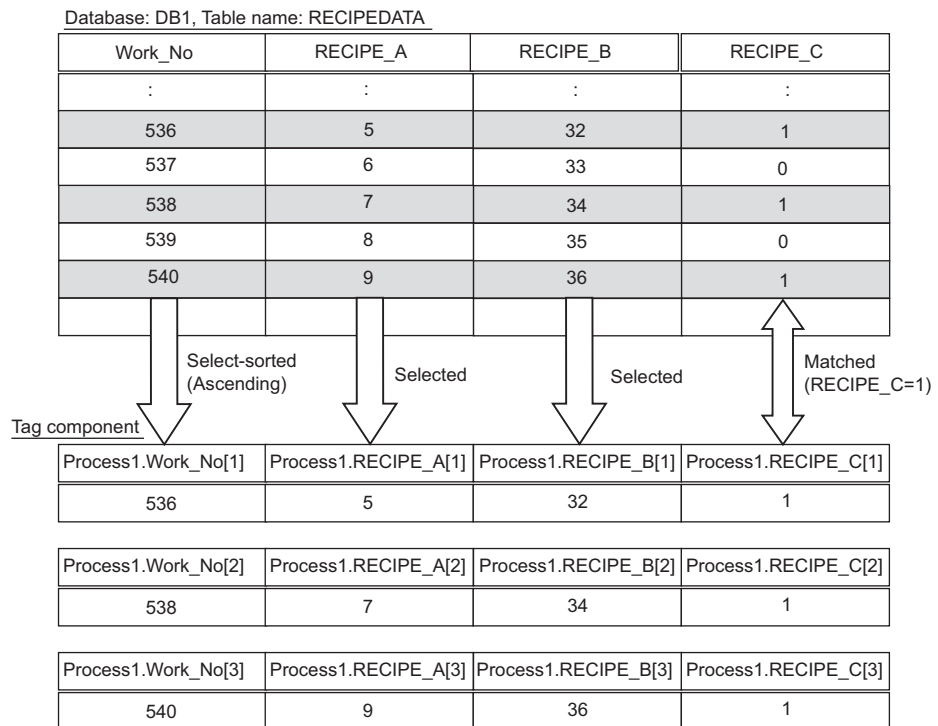 Database: DB1, Table name: RECIPEDATA
Work_No RECIPE_A RECIPE_B RECIPE_C
: : : :
536 5 32 1
537 6 33 0
538 7 34 1
539 8 35 0
540 9 36 1
Select-sorted
(Ascending)
Selected
Selected
Matched
(RECIPE_C=1)
Tag component
Process1.Work_No[1] Process1.RECIPE_A[1] Process1.RECIPE_B[1] Process1.RECIPE_C[1]
536 5 32 1
Process1.Work_No[2] Process1.RECIPE_A[2] Process1.RECIPE_B[2] Process1.RECIPE_C[2]
538 7 34 1
Process1.Work_No[3] Process1.RECIPE_A[3] Process1.RECIPE_B[3] Process1.RECIPE_C[3]
540 9 36 1